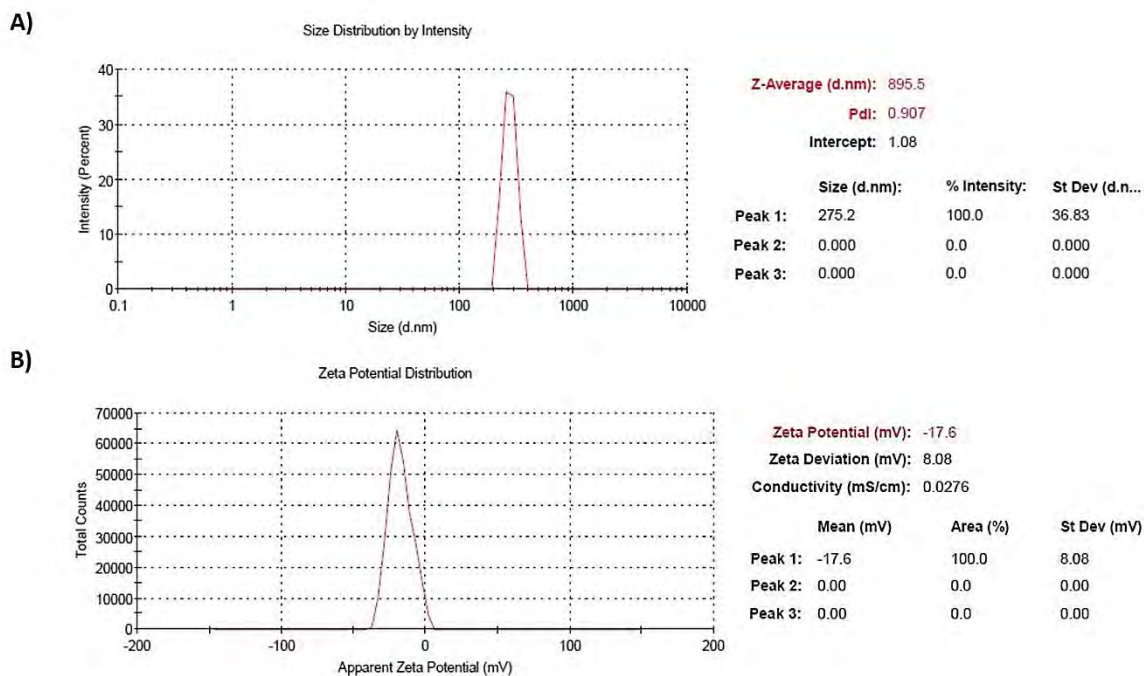 A)
Size Distribution by Intensity
40
30
20
10
0
Intensity (Percent)
0.1 1 10 100 1000 10000
Size (d.nm)
Z-Average (d.nm): 895.5
PdI: 0.907
Intercept: 1.08
Size (d.nm): % Intensity: St Dev (d.n...
Peak 1: 275.2 100.0 36.83
Peak 2: 0.000 0.0 0.000
Peak 3: 0.000 0.0 0.000
B)
Zeta Potential Distribution
70000
60000
50000
40000
30000
20000
10000
0
Total Counts
-200 -100 0 100 200
Apparent Zeta Potential (mV)
Zeta Potential (mV): -17.6
Zeta Deviation (mV): 8.08
Conductivity (mS/cm): 0.0276
Mean (mV) Area (%) St Dev (mV)
Peak 1: -17.6 100.0 8.08
Peak 2: 0.00 0.0 0.00
Peak 3: 0.00 0.0 0.00